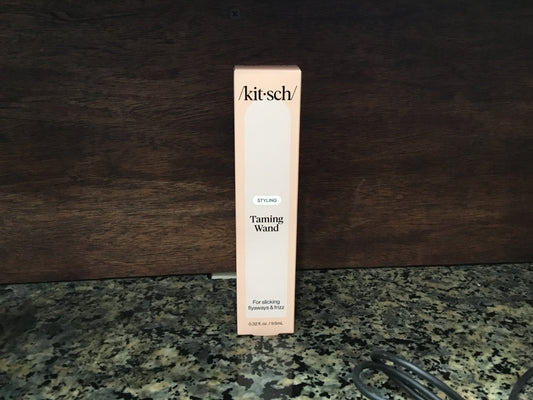 /kit·sch/
STYLING
Taming
Wand
For slicking
flyaways & frizz
0.32 fl oz. / 9.5mL